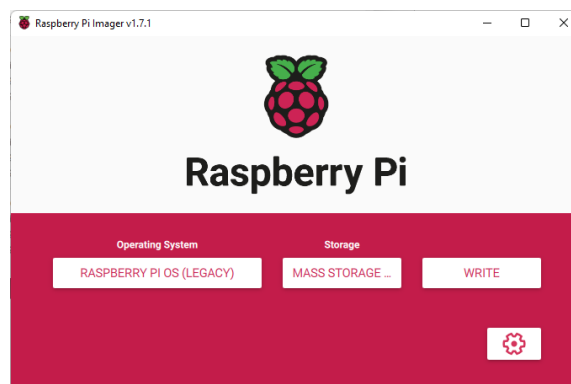 Raspberry Pi Imager v1.7.1
Raspberry Pi
Operating System
Storage
RASPBERRY PI OS (LEGACY)
MASS STORAGE ...
WRITE